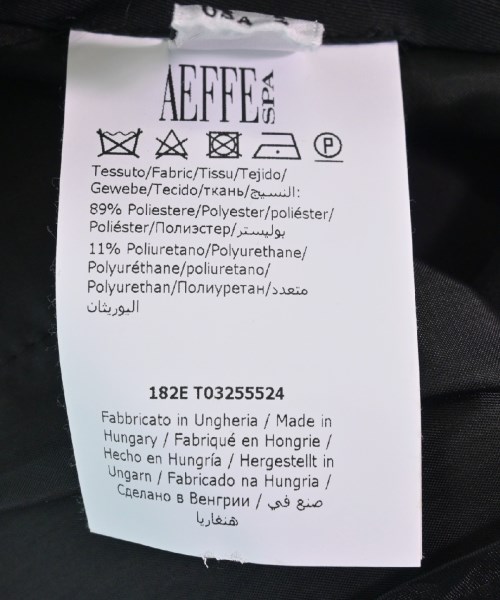 USA
AEFFE SPA
P
Tessuto/Fabric/Tissu/Tejido/
Gewebe/Tecido/ткань/النسيج:
89% Poliestere/Polyester/poliéster/
Poliéster/Полиэстер/بوليستر
11% Poliuretano/Polyurethane/
Polyuréthane/poliuretano/
Polyurethan/Полиуретан/متعدد
اليوريثان
182E T03255524
Fabbricato in Ungheria / Made in
Hungary / Fabriqué en Hongrie /
Hecho en Hungría / Hergestellt in
Ungarn / Fabricado na Hungria /
Сделано в Венгрии / صنع في
هنغاريا